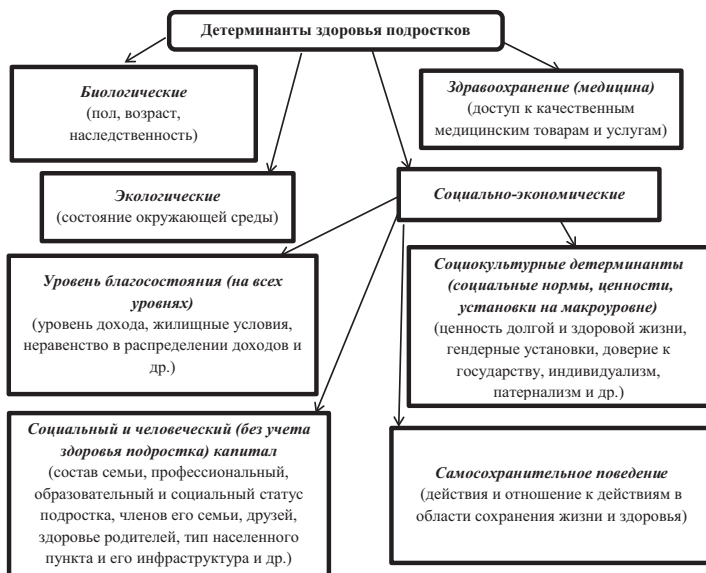 Детерминанты здоровья подростков
Биологические
(пол, возраст,
наследственность)
Здравоохранение (медицина)
(доступ к качественным
медицинским товарам и услугам)
Экологические
(состояние окружающей среды)
Социально-экономические
Уровень благосостояния (на всех
уровнях)
(уровень дохода, жилищные условия,
неравенство в распределении доходов и
др.)
Социокультурные детерминанты
(социальные нормы, ценности,
установки на макроуровне)
(ценность долгой и здоровой жизни,
гендерные установки, доверие к
государству, индивидуализм,
патернализм и др.)
Социальный и человеческий (без учета
здоровья подростка) капитал
(состав семьи, профессиональный,
образовательный и социальный статус
подростка, членов его семьи, друзей,
здоровье родителей, тип населенного
пункта и его инфраструктура и др.)
Самосохранительное поведение
(действия и отношение к действиям в
области сохранения жизни и здоровья)